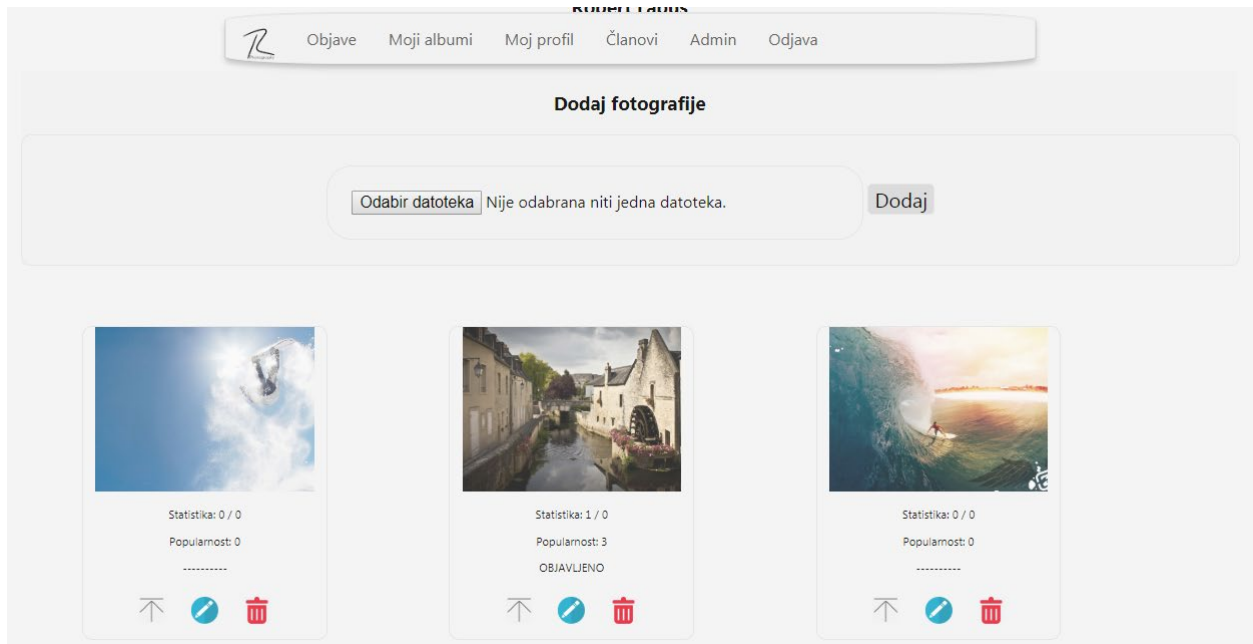 Objave Moji albumi Moj profil Članovi Admin Odjava
Dodaj fotografije
Odabir datoteka Nije odabrana niti jedna datoteka. Dodaj
Statistika: 0 / 0
Popularnost: 0
----------
Statistika: 1 / 0
Popularnost: 3
OBJAVLJENO
Statistika: 0 / 0
Popularnost: 0
----------